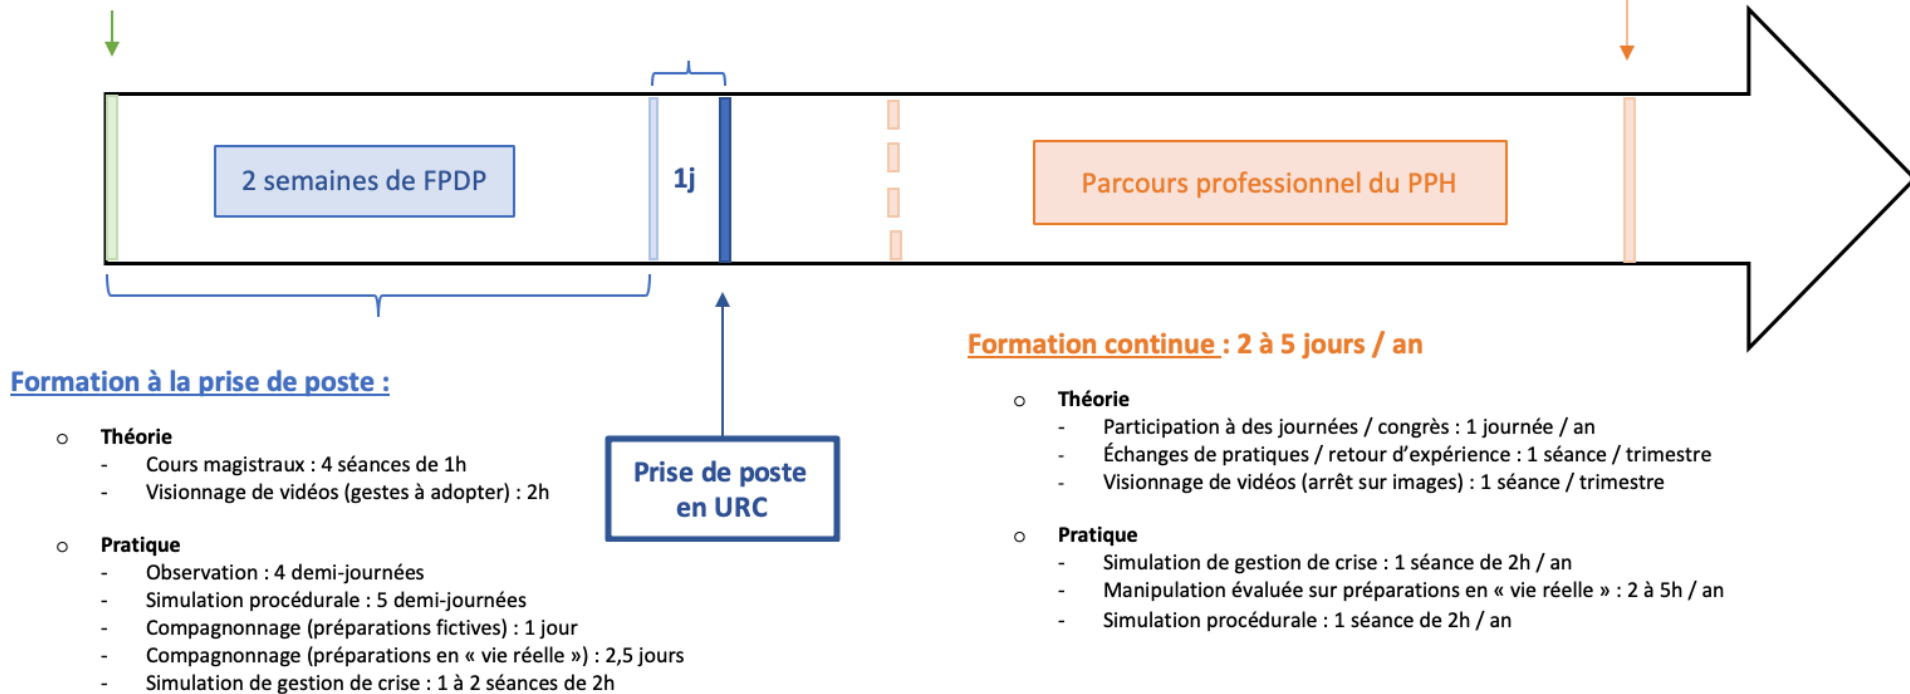 2 semaines de FPDP
1j
Parcours professionnel du PPH
Formation à la prise de poste :
o Théorie
- Cours magistraux : 4 séances de 1h
- Visionnage de vidéos (gestes à adopter) : 2h
o Pratique
- Observation : 4 demi-journées
- Simulation procédurale : 5 demi-journées
- Compagnonnage (préparations fictives) : 1 jour
- Compagnonnage (préparations en « vie réelle ») : 2,5 jours
- Simulation de gestion de crise : 1 à 2 séances de 2h
Prise de poste
en URC
Formation continue : 2 à 5 jours / an
o Théorie
- Participation à des journées / congrès : 1 journée / an
- Échanges de pratiques / retour d’expérience : 1 séance / trimestre
- Visionnage de vidéos (arrêt sur images) : 1 séance / trimestre
o Pratique
- Simulation de gestion de crise : 1 séance de 2h / an
- Manipulation évaluée sur préparations en « vie réelle » : 2 à 5h / an
- Simulation procédurale : 1 séance de 2h / an